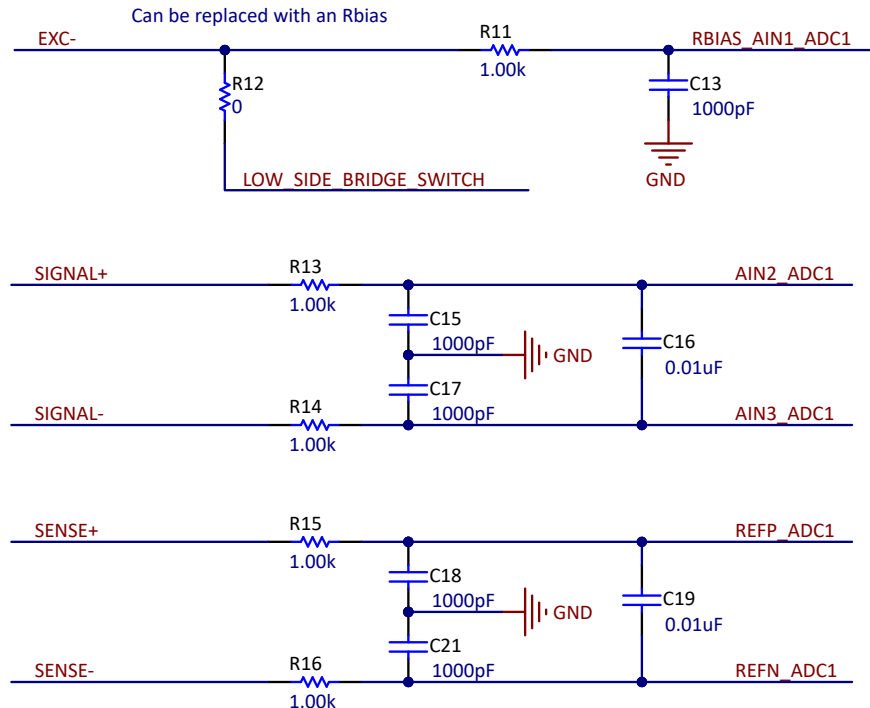 Can be replaced with an Rbias
EXC-
R11
1.00k
RBIAS_AIN1_ADC1
R12
0
C13
1000pF
GND
LOW_SIDE_BRIDGE_SWITCH
SIGNAL+
R13
1.00k
AIN2_ADC1
C15
1000pF
GND
C16
0.01uF
C17
1000pF
SIGNAL-
R14
1.00k
AIN3_ADC1
SENSE+
R15
1.00k
REFP_ADC1
C18
1000pF
GND
C19
0.01uF
C21
1000pF
SENSE-
R16
1.00k
REFN_ADC1